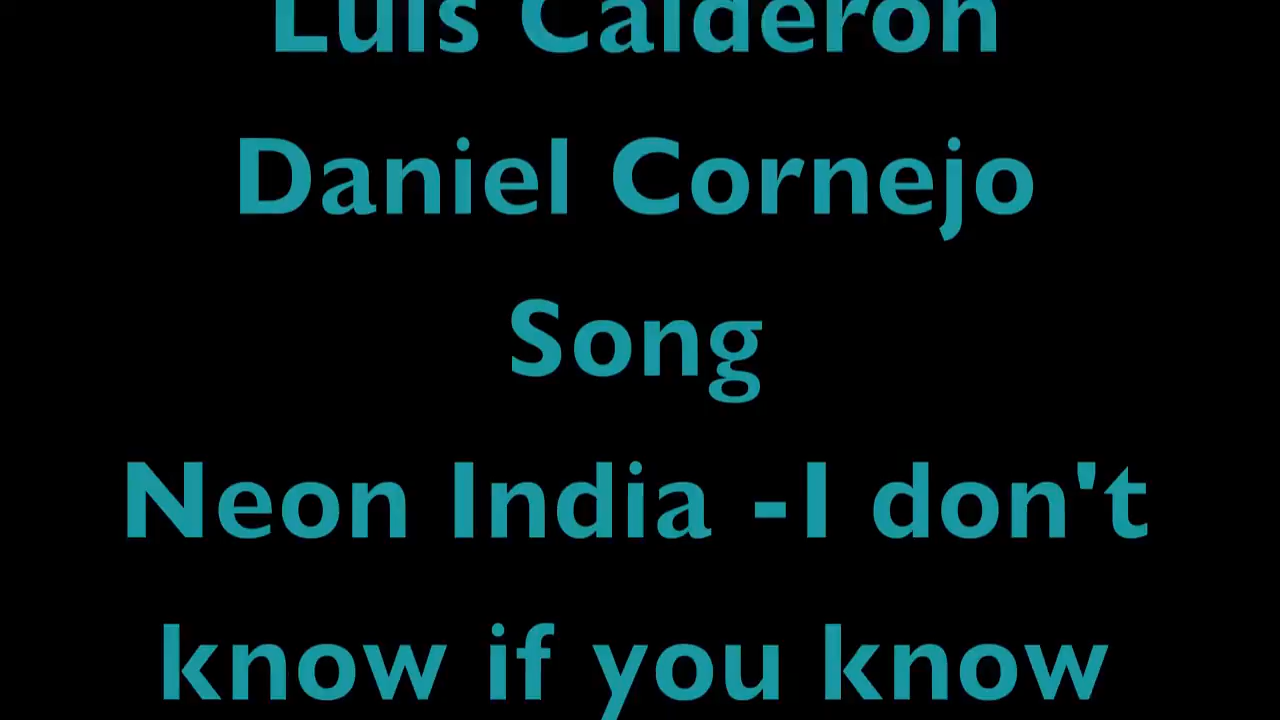 Luis Calderon
Daniel Cornejo
Song
Neon India -I don't
know if you know